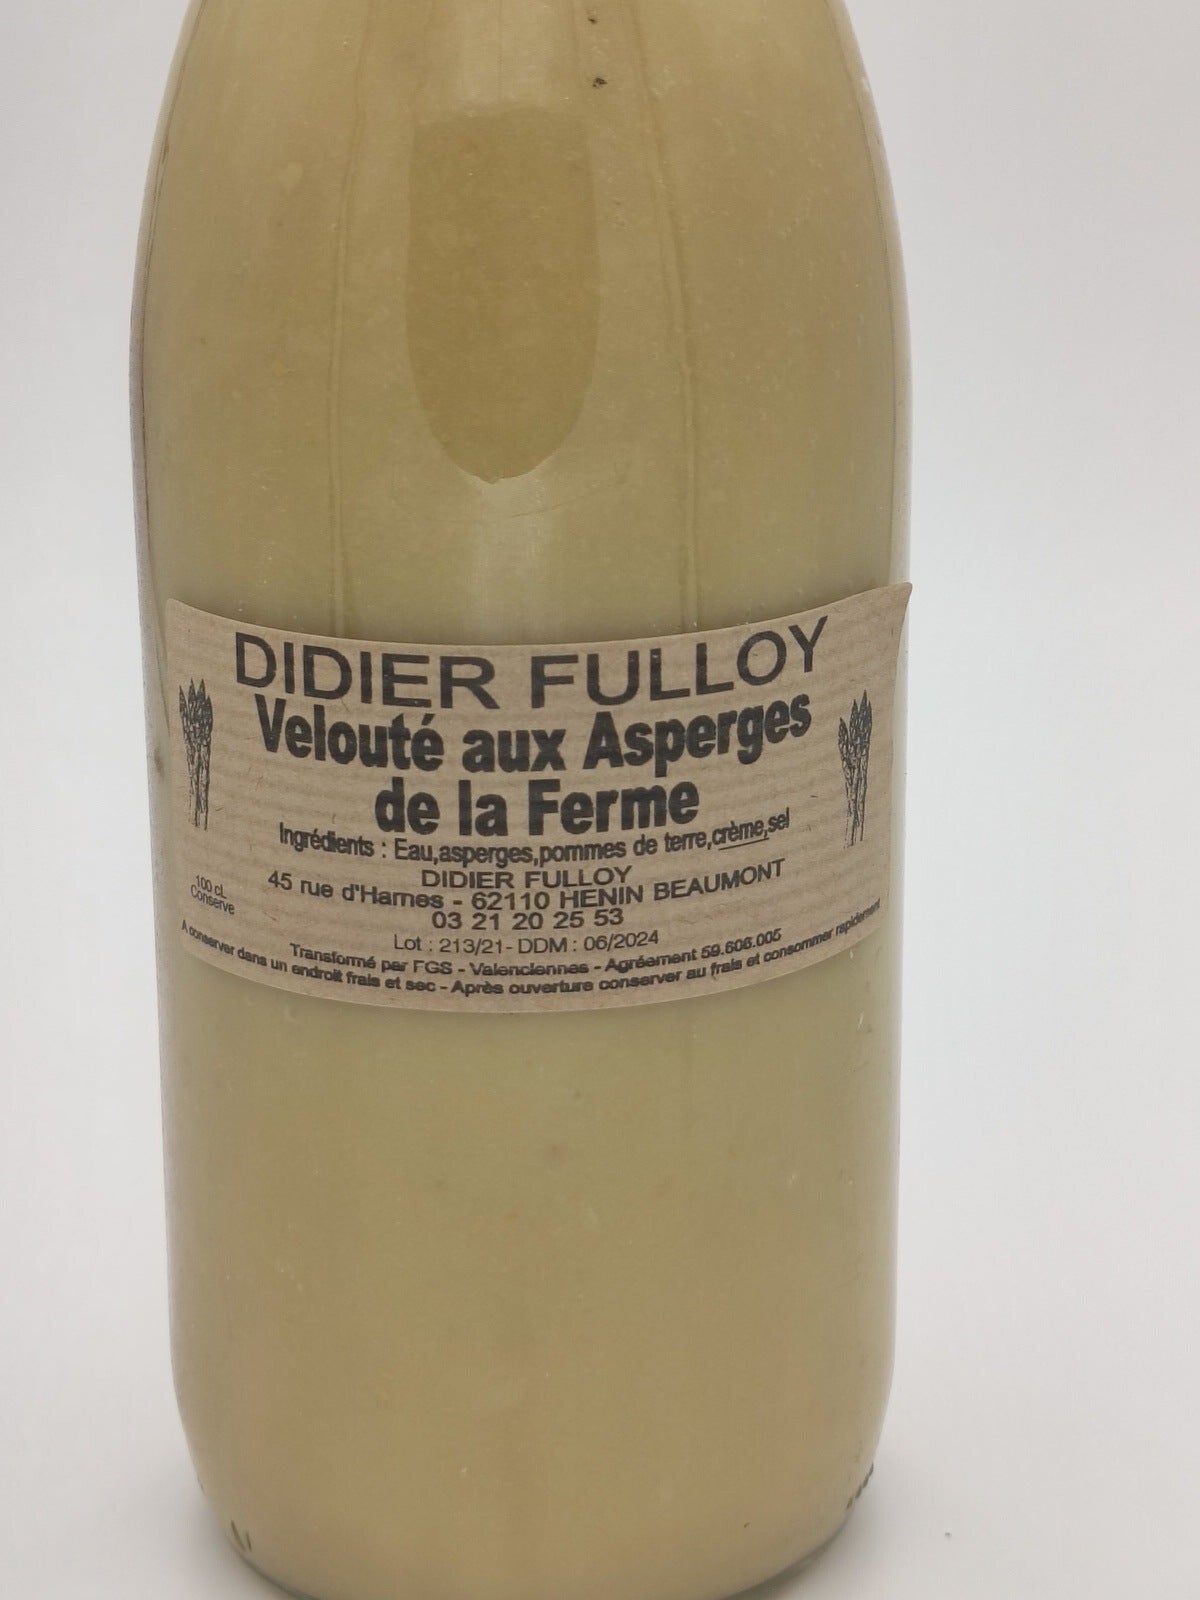 DIDIER FULLOY
Velouté aux Asperges
de la Ferme
Ingrédients : Eau,asperges,pommes de terre,crème,sel
DIDIER FULLOY
45 rue d'Harnes - 62110 HENIN BEAUMONT
03 21 20 25 53
100 cL
Conserve
Lot : 213/21- DDM : 06/2024
Transformé par FGS - Valenciennes - Agréement 59.606.005
A conserver dans un endroit frais et sec - Après ouverture conserver au frais et consommer rapidement